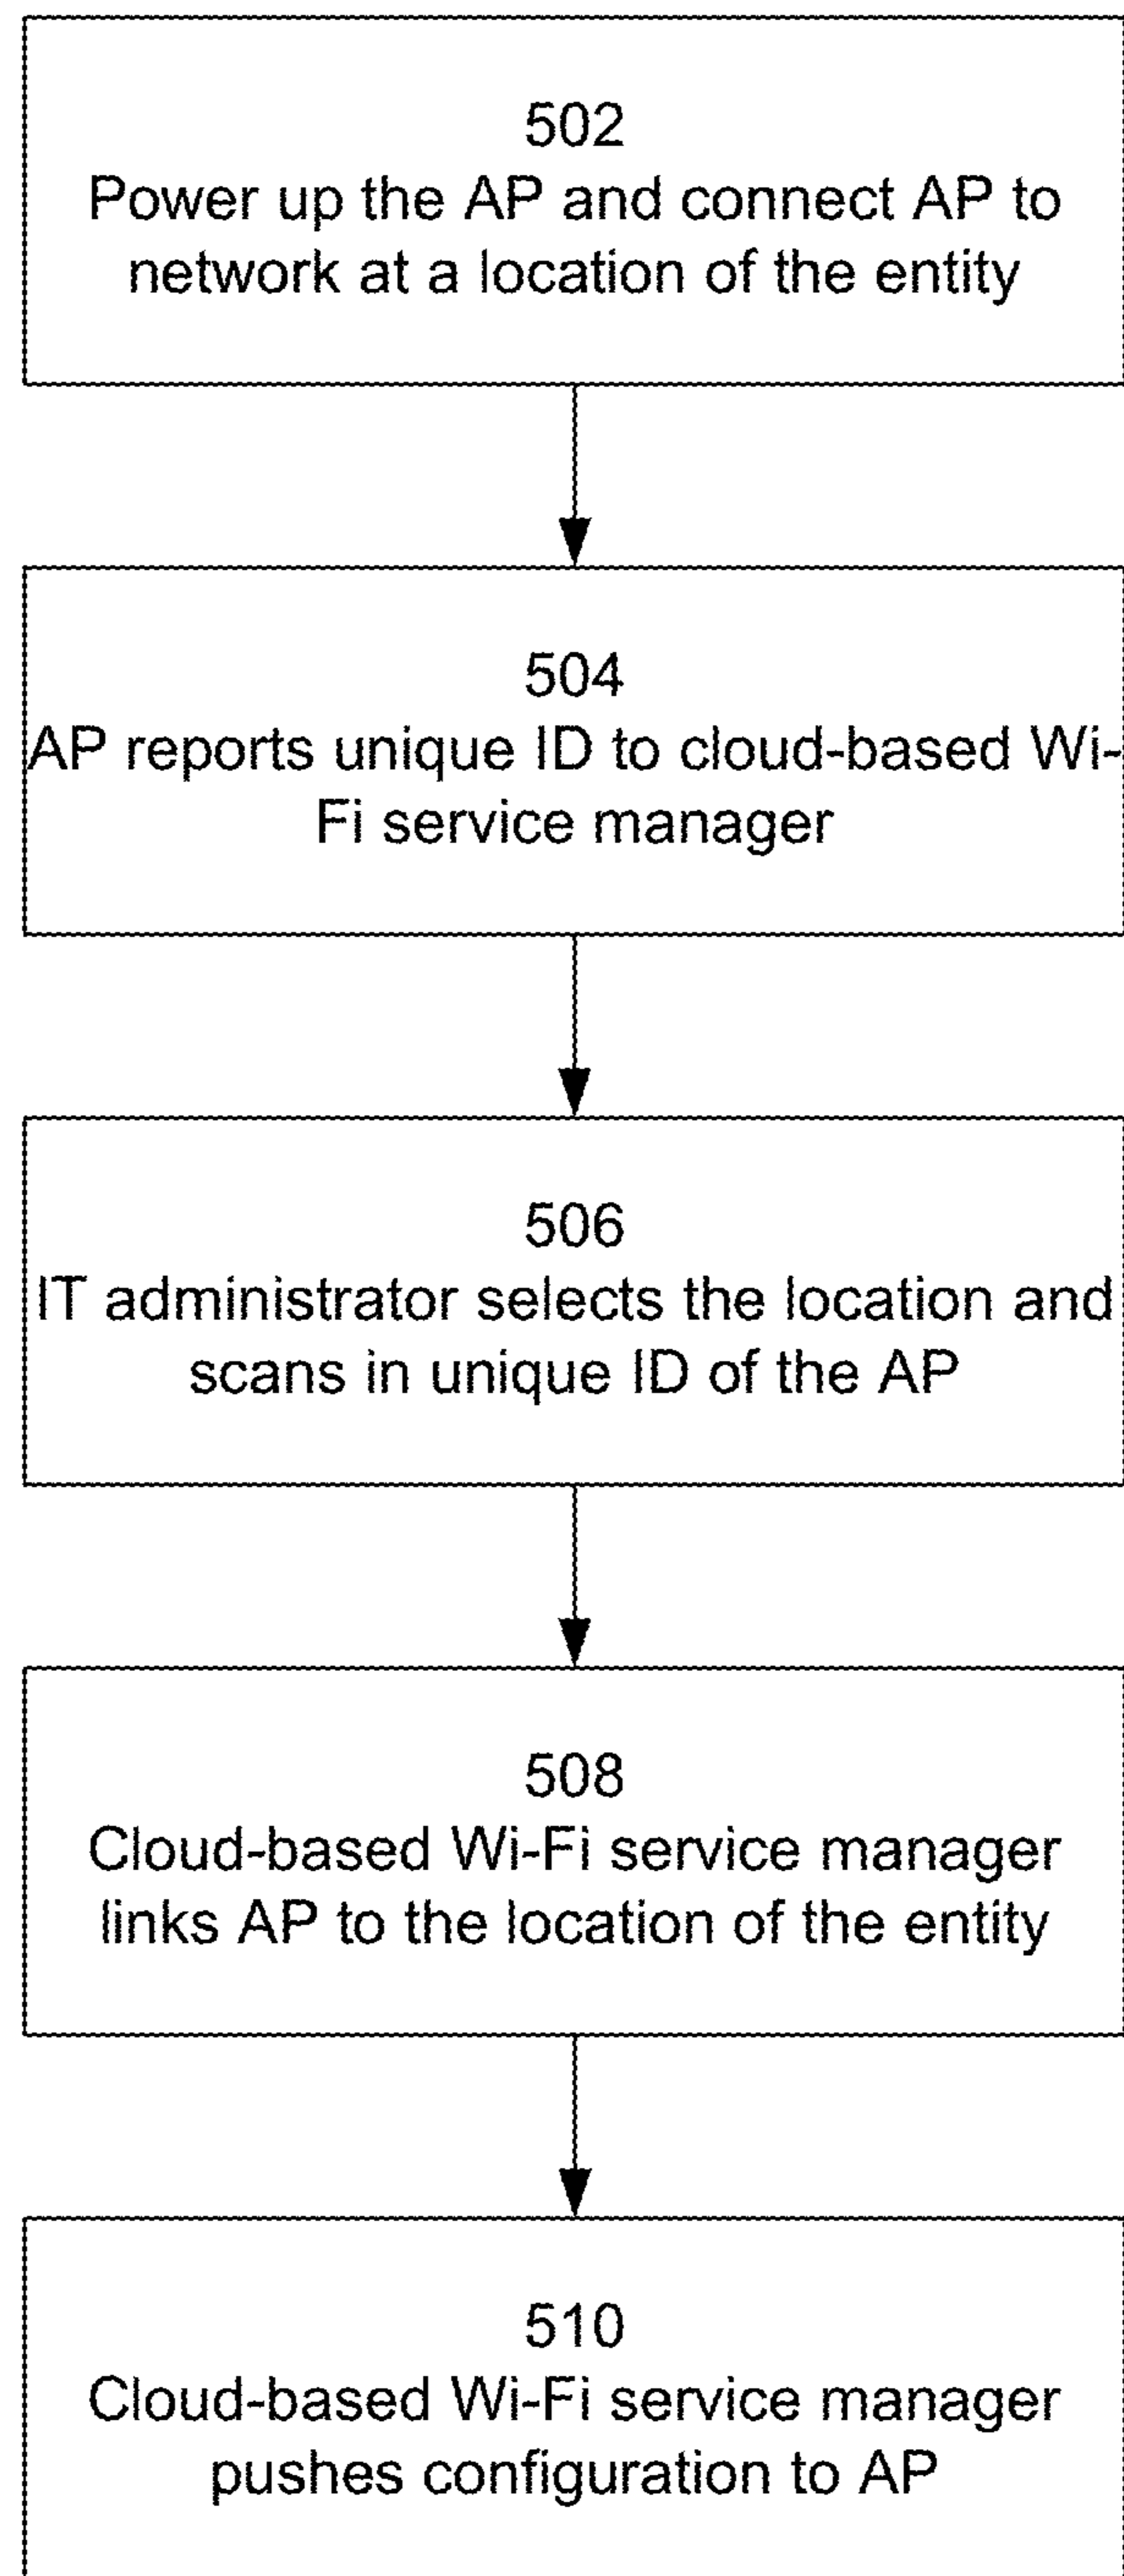 502
Power up the AP and connect AP to
network at a location of the entity
504
AP reports unique ID to cloud-based Wi-
Fi service manager
506
IT administrator selects the location and
scans in unique ID of the AP
508
Cloud-based Wi-Fi service manager
links AP to the location of the entity
510
Cloud-based Wi-Fi service manager
pushes configuration to AP